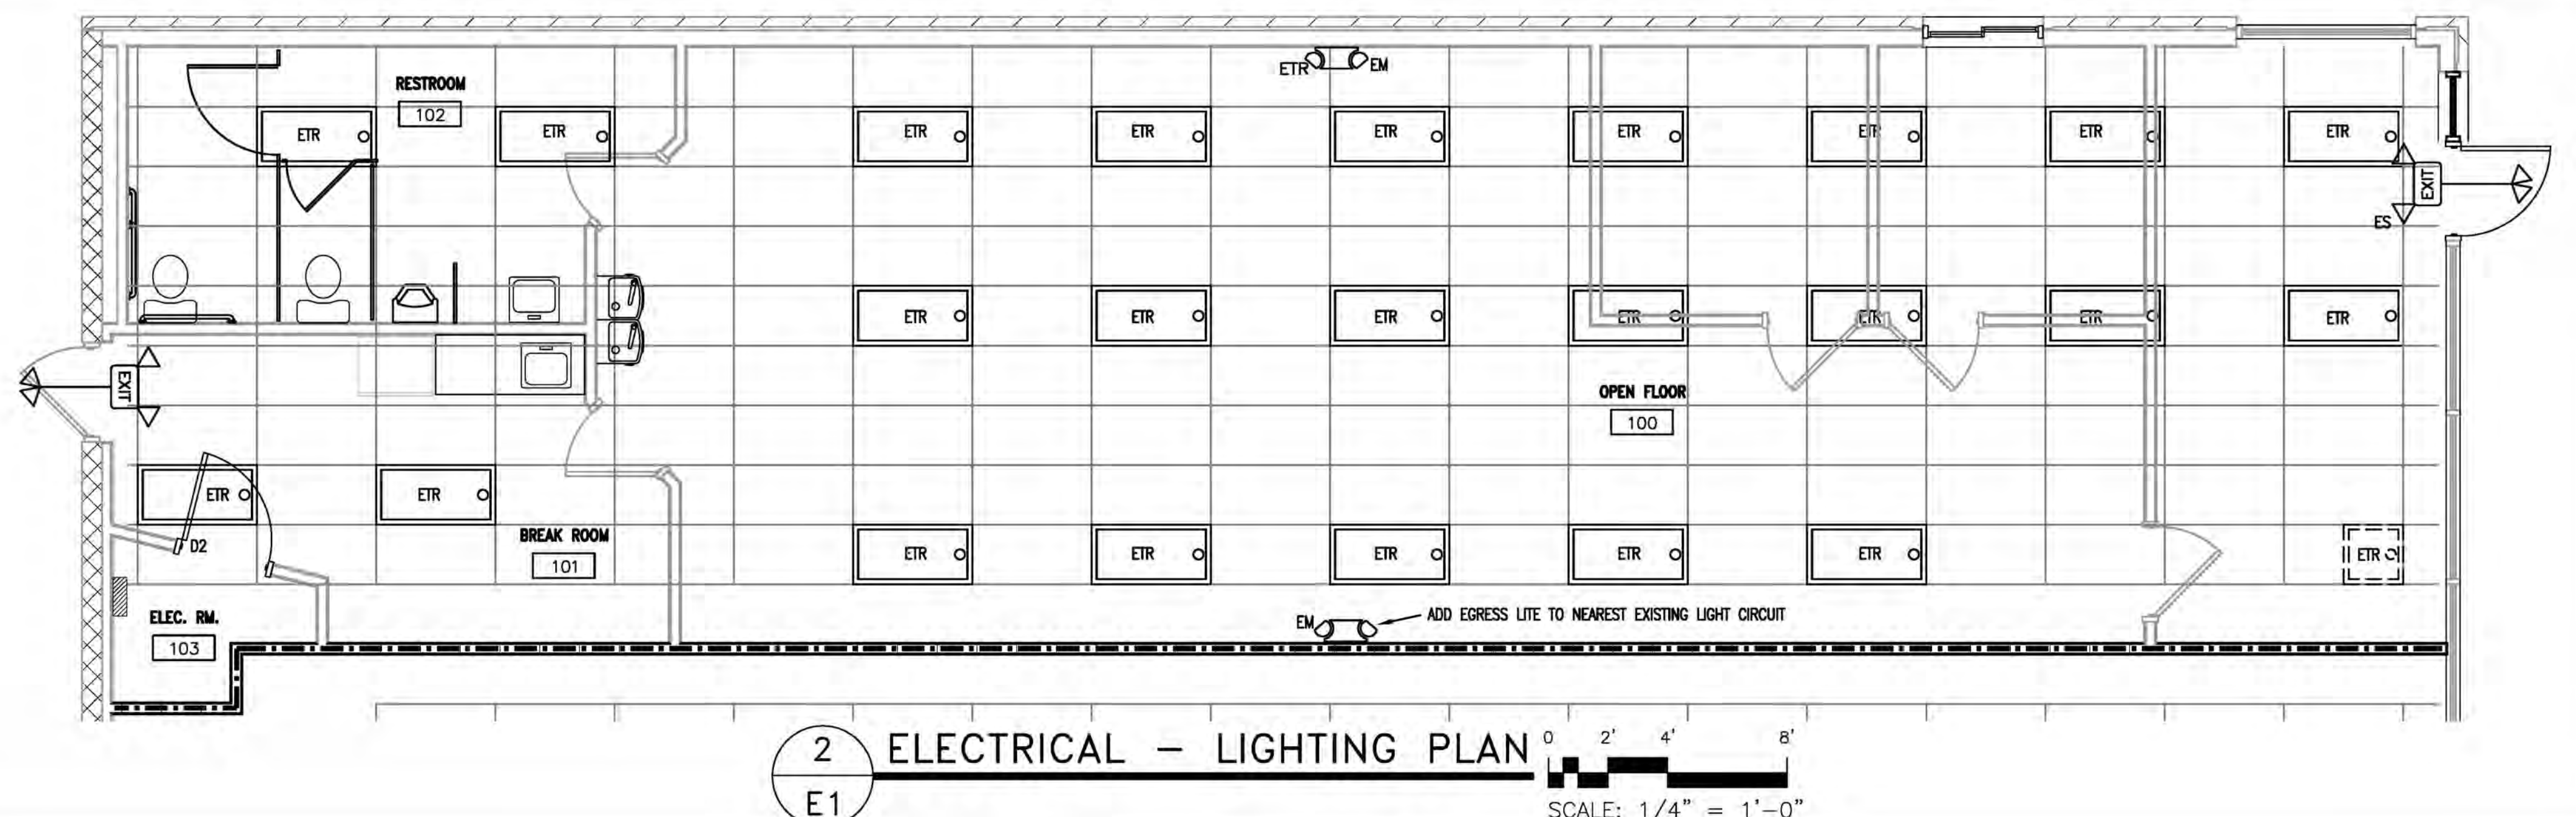 ETR EM
RESTROOM
102
ETR ETR ETR ETR ETR ETR ETR ETR ETR
EXIT
ES
ETR ETR ETR ETR ETR ETR ETR
EXIT
OPEN FLOOR
100
ETR ETR
BREAK ROOM
101
D2
ETR ETR ETR ETR ETR ETR
ELEC. RM.
103
EM
ADD EGRESS LITE TO NEAREST EXISTING LIGHT CIRCUIT
2
E1
ELECTRICAL – LIGHTING PLAN
0 2' 4' 8'
SCALE: 1/4" = 1'-0"